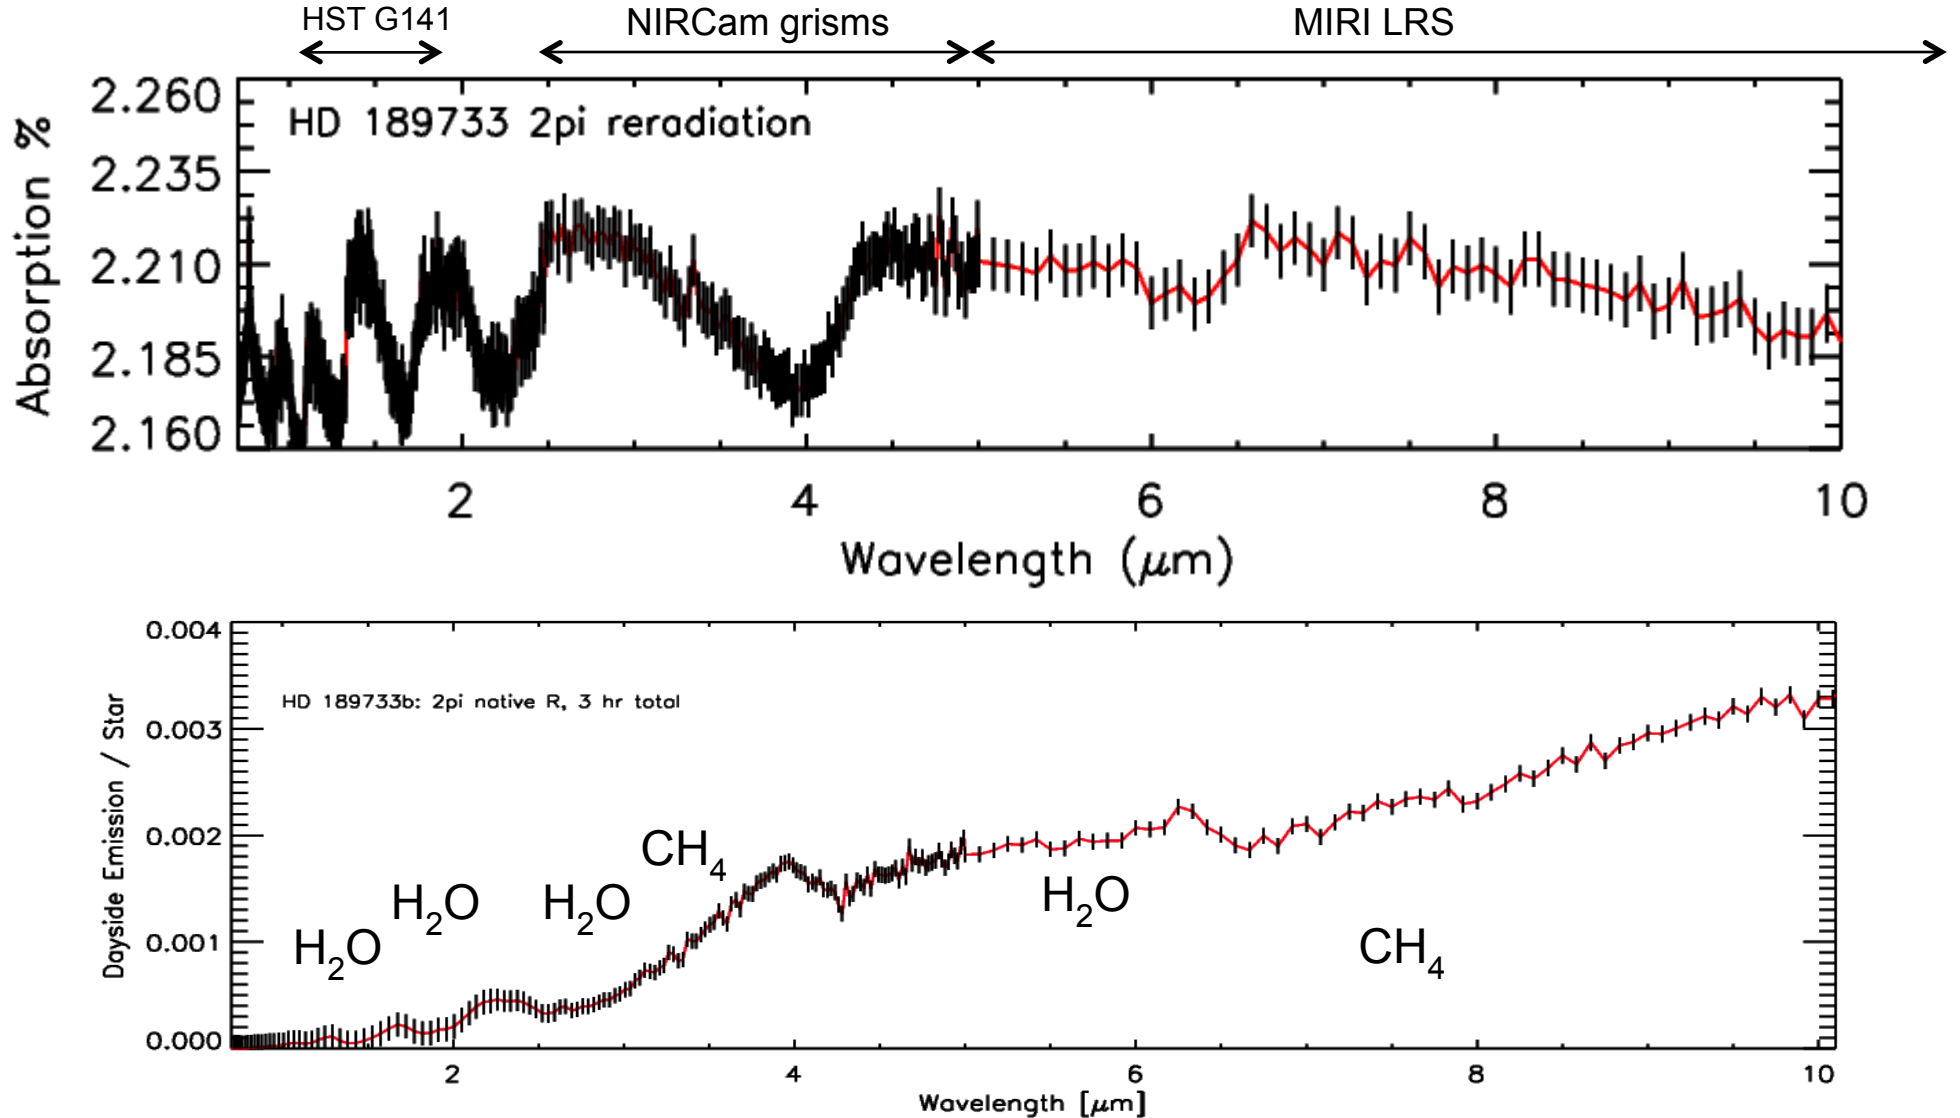 HST G141 NIRCam grisms MIRI LRS
HD 189733 2pi reradiation
Absorption %
2.260
2.235
2.210
2.185
2.160
2 4 6 8 10
Wavelength (μm)
HD 189733b: 2pi native R, 3 hr total
Dayside Emission / Star
0.004
0.003
0.002
0.001
0.000
CH₄
H₂O H₂O H₂O
H₂O CH₄
2 4 6 8 10
Wavelength [μm]